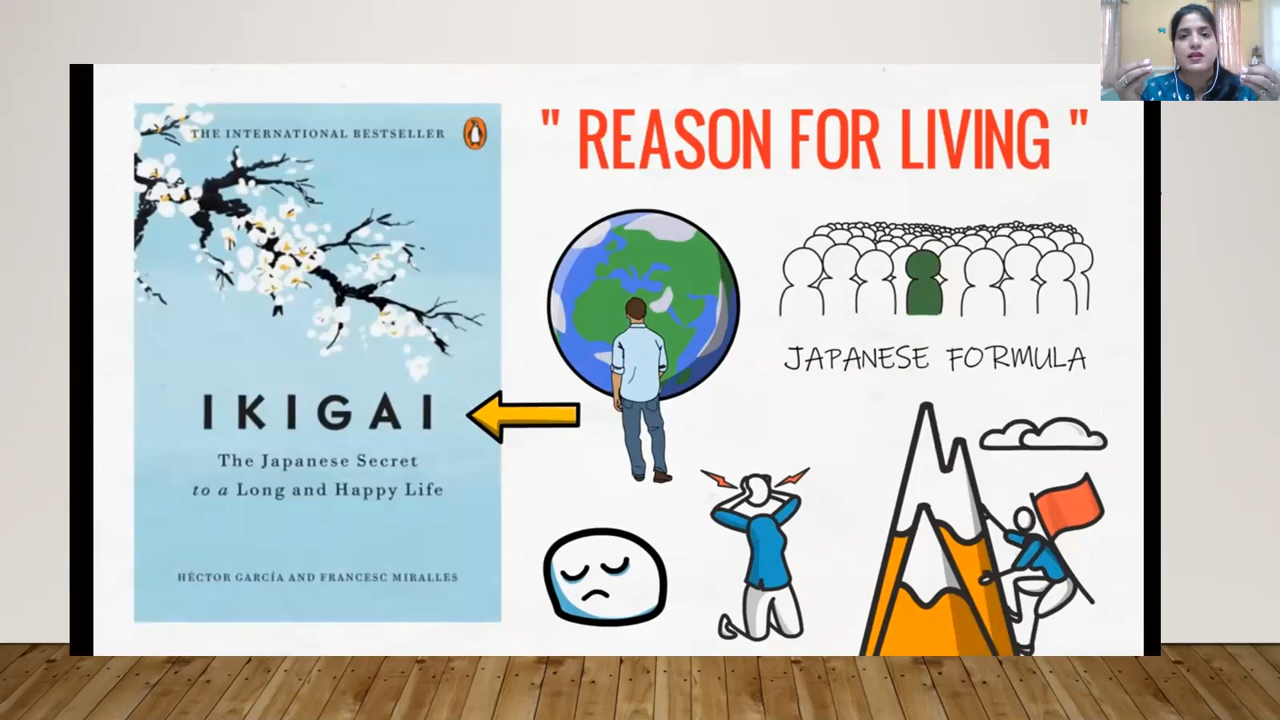 THE INTERNATIONAL BESTSELLER
IKIGAI
The Japanese Secret
to a Long and Happy Life
HÉCTOR GARCÍA AND FRANCESC MIRALLES
" REASON FOR LIVING "
JAPANESE FORMULA